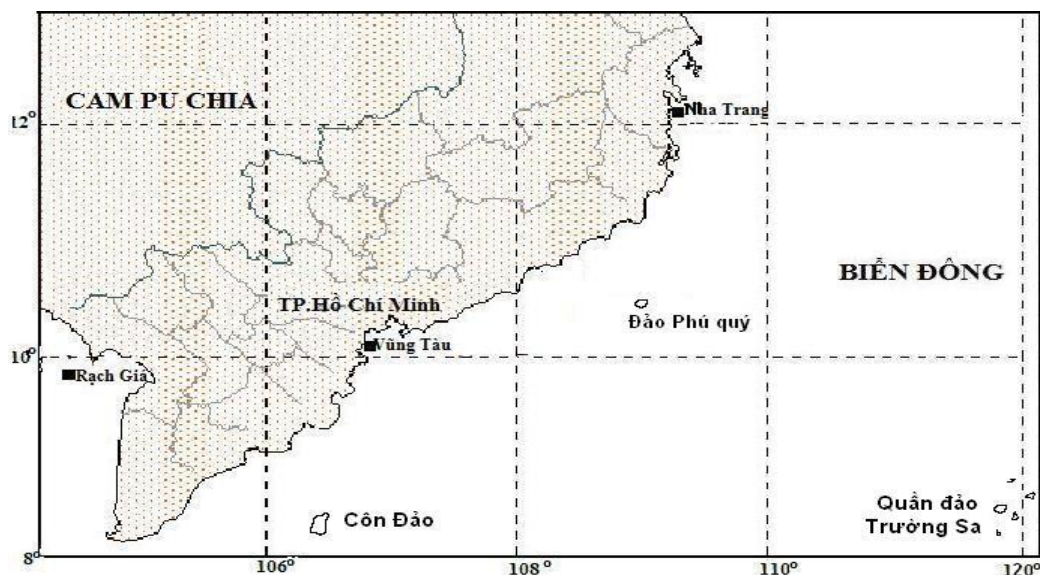 CAM PU CHIA
12°
Nha Trang
BIỂN ĐÔNG
TP.Hồ Chí Minh
Đảo Phú quý
Vũng Tàu
10°
Rạch Giá
Côn Đảo
Quần đảo
Trường Sa
8°
106°
108°
110°
120°